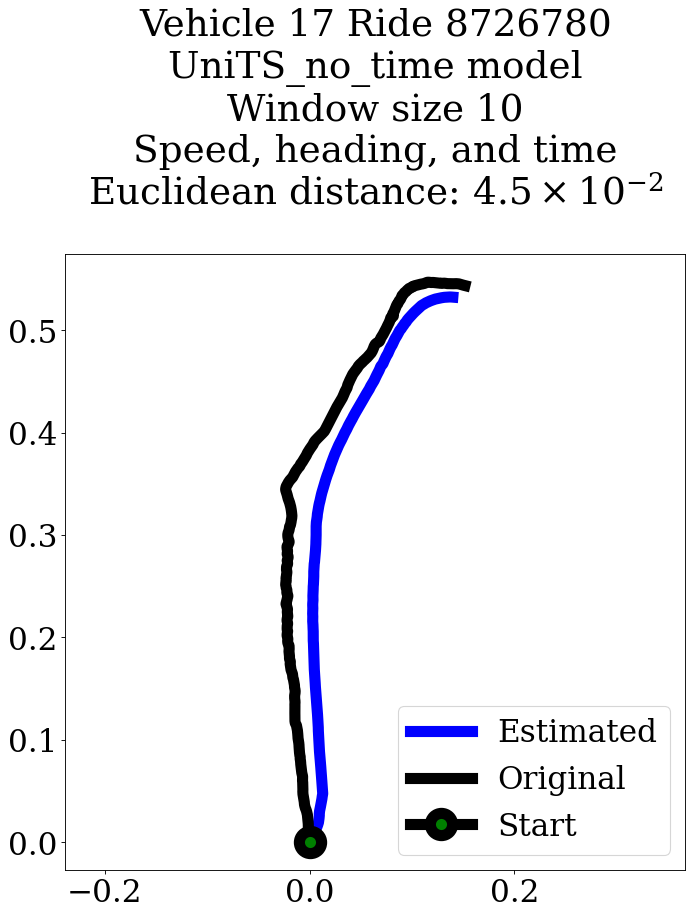 Vehicle 17 Ride 8726780
UniTS_no_time model
Window size 10
Speed, heading, and time
Euclidean distance: 4.5 × 10⁻²
0.5
0.4
0.3
0.2
0.1
0.0
−0.2 0.0 0.2
Estimated
Original
Start